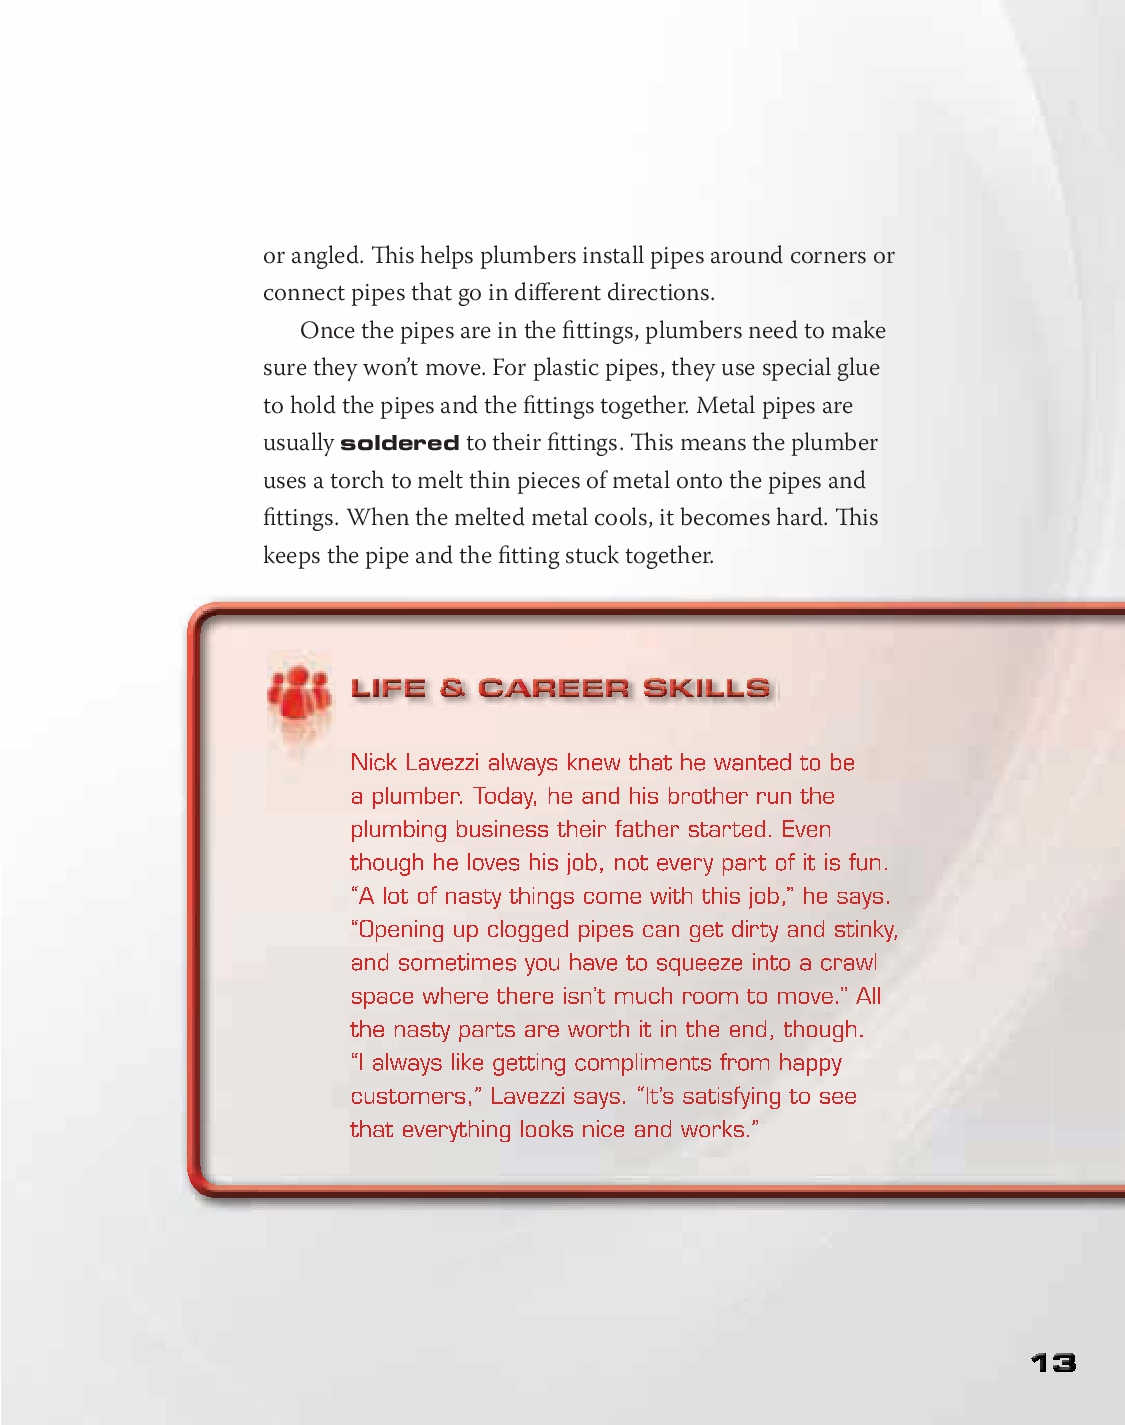 or angled. This helps plumbers install pipes around corners or
connect pipes that go in different directions.
Once the pipes are in the fittings, plumbers need to make
sure they won’t move. For plastic pipes, they use special glue
to hold the pipes and the fittings together. Metal pipes are
usually soldered to their fittings. This means the plumber
uses a torch to melt thin pieces of metal onto the pipes and
fittings. When the melted metal cools, it becomes hard. This
keeps the pipe and the fitting stuck together.
LIFE & CAREER SKILLS
Nick Lavezzi always knew that he wanted to be
a plumber. Today, he and his brother run the
plumbing business their father started. Even
though he loves his job, not every part of it is fun.
“A lot of nasty things come with this job,” he says.
“Opening up clogged pipes can get dirty and stinky,
and sometimes you have to squeeze into a crawl
space where there isn’t much room to move.” All
the nasty parts are worth it in the end, though.
“I always like getting compliments from happy
customers,” Lavezzi says. “It’s satisfying to see
that everything looks nice and works.”
13